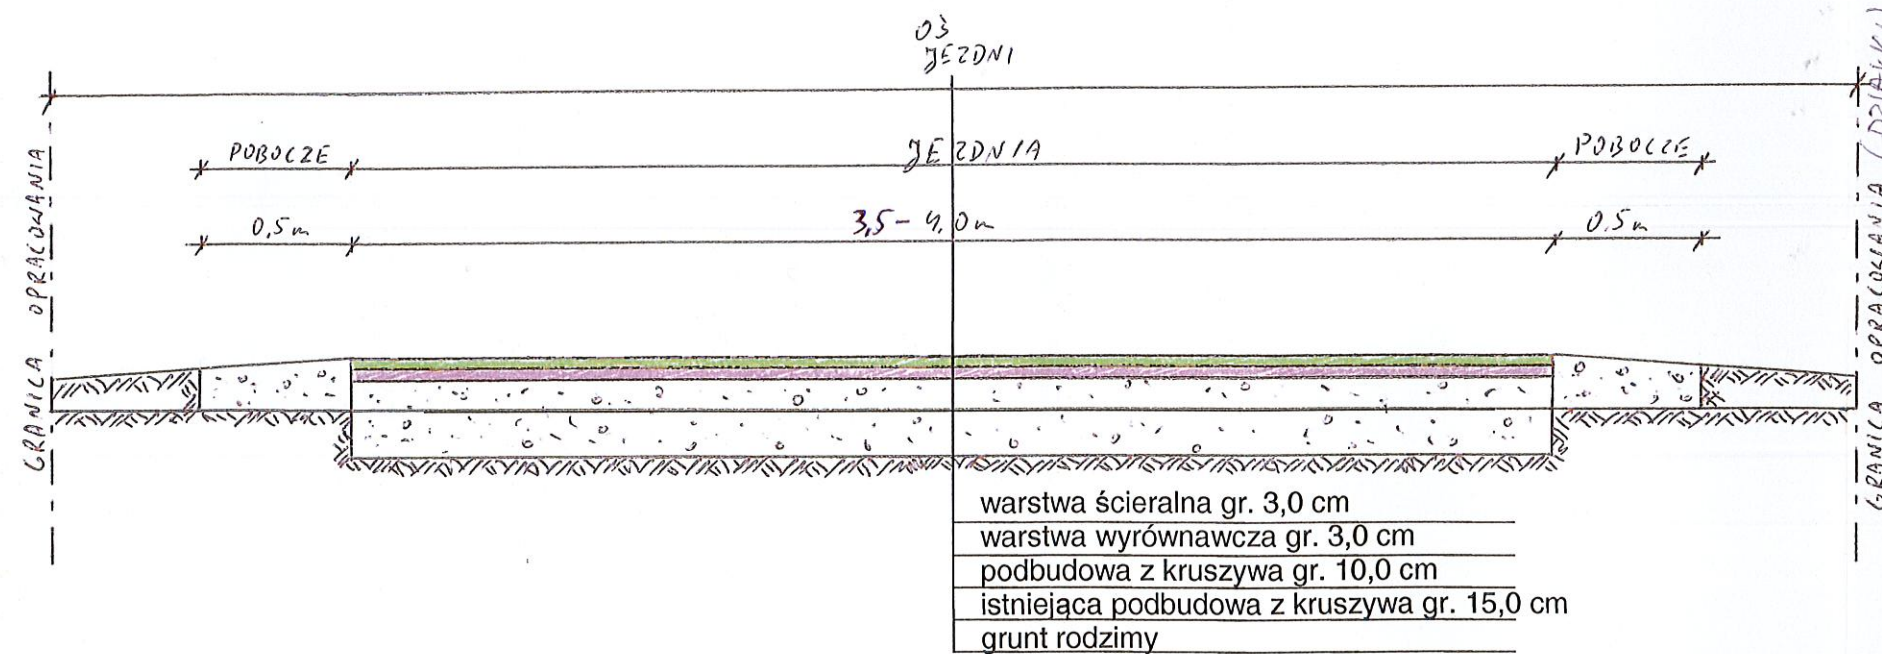 OŚ
JEZDNI
POBOCZE
JEZDNIA
POBOCZE
0,5m
3,5-4,0m
0.5m
GRANICA OPRACOWANIA
GRANICA OPRACOWANIA (DZIAŁKI)
warstwa ścieralna gr. 3,0 cm
warstwa wyrównawcza gr. 3,0 cm
podbudowa z kruszywa gr. 10,0 cm
istniejąca podbudowa z kruszywa gr. 15,0 cm
grunt rodzimy